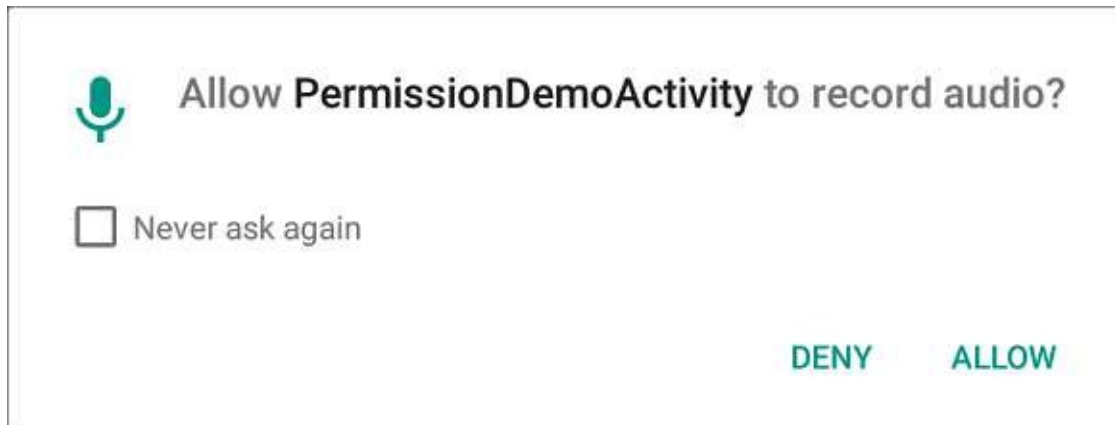 Allow PermissionDemoActivity to record audio?
Never ask again
DENY ALLOW